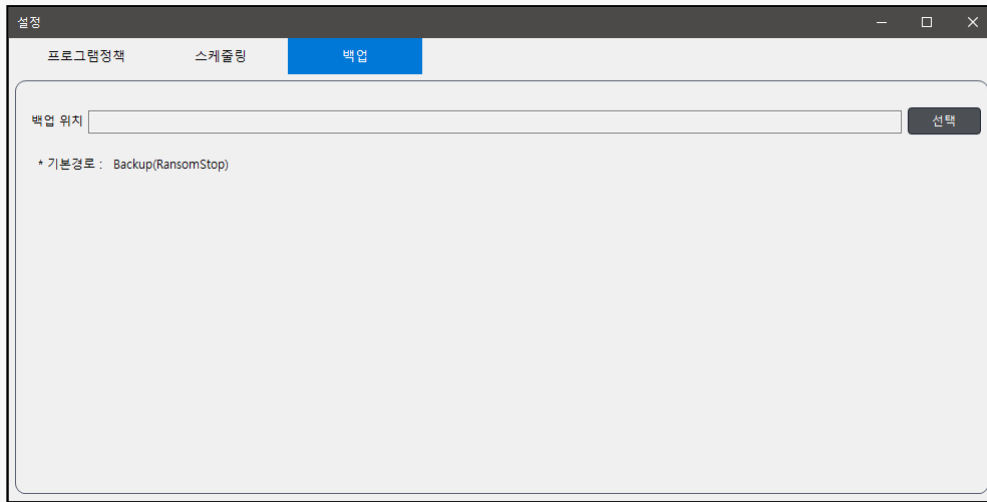 설정
프로그램정책 스케줄링 백업
백업 위치 선택
* 기본경로 : Backup(RansomStop)